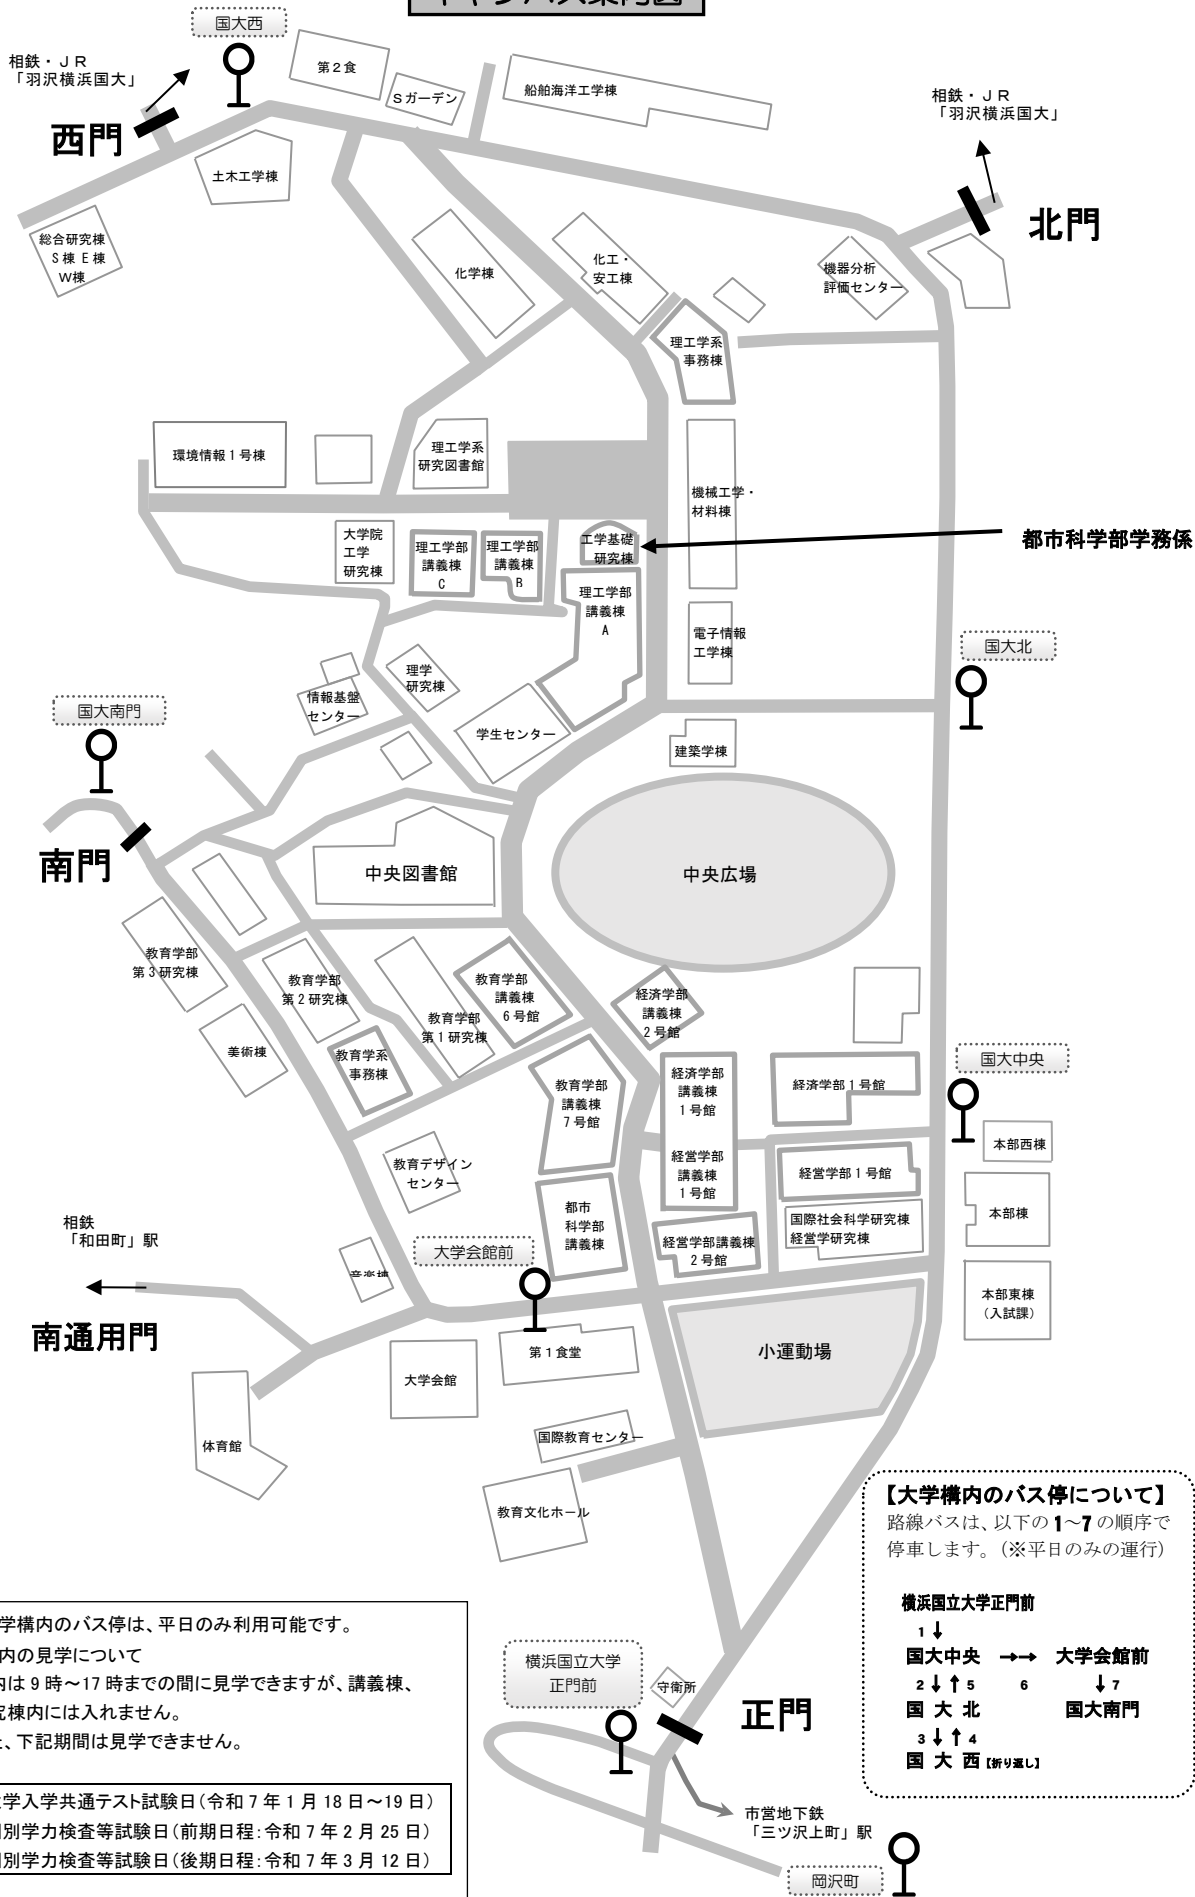 キャンパス案内図
国大西
相鉄・ＪＲ
「羽沢横浜国大」
西門
第２食
Ｓガーデン
船舶海洋工学棟
相鉄・ＪＲ
「羽沢横浜国大」
北門
土木工学棟
総合研究棟
S 棟 E 棟
W棟
化学棟
化工・
安工棟
機器分析
評価センター
理工学系
事務棟
環境情報１号棟
理工学系
研究図書館
機械工学・
材料棟
大学院
工学
研究棟
理工学部
講義棟
C
理工学部
講義棟
B
工学基礎
研究棟
都市科学部学務係
理工学部
講義棟
A
電子情報
工学棟
国大北
理学
研究棟
情報基盤
センター
学生センター
建築学棟
国大南門
南門
中央図書館
中央広場
教育学部
第３研究棟
教育学部
第２研究棟
教育学部
第１研究棟
教育学部
講義棟
6 号館
経済学部
講義棟
2 号館
美術棟
教育学系
事務棟
教育学部
講義棟
7 号館
経済学部
講義棟
1 号館
経済学部１号館
国大中央
本部西棟
教育デザイン
センター
経営学部
講義棟
1 号館
経営学部１号館
都市
科学部
講義棟
国際社会科学研究棟
経営学研究棟
本部棟
相鉄
「和田町」駅
大学会館前
経営学部講義棟
2 号館
音楽棟
本部東棟
（入試課）
南通用門
第１食堂
小運動場
大学会館
体育館
国際教育センター
教育文化ホール
【大学構内のバス停について】
路線バスは、以下の 1～7 の順序で
停車します。（※平日のみの運行）
横浜国立大学正門前
1 ↓
国大中央 →→ 大学会館前
2 ↓ ↑ 5 6 ↓ 7
国 大 北 国大南門
3 ↓ ↑ 4
国 大 西【折り返し】
学構内のバス停は、平日のみ利用可能です。
内の見学について
内は 9 時～17 時までの間に見学できますが、講義棟、
究棟内には入れません。
た、下記期間は見学できません。
大学入学共通テスト試験日（令和 7 年 1 月 18 日～19 日）
個別学力検査等試験日（前期日程：令和 7 年 2 月 25 日）
個別学力検査等試験日（後期日程：令和 7 年 3 月 12 日）
横浜国立大学
正門前
守衛所
正門
市営地下鉄
「三ツ沢上町」駅
岡沢町